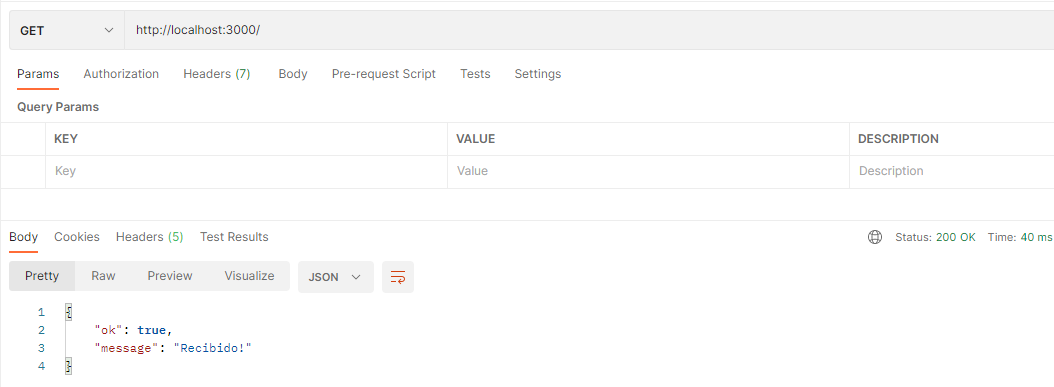 GET http://localhost:3000/
Params Authorization Headers (7) Body Pre-request Script Tests Settings
Query Params
KEY VALUE DESCRIPTION
Key Value Description
Body Cookies Headers (5) Test Results Status: 200 OK Time: 40 ms
Pretty Raw Preview Visualize JSON
1 {
2 "ok": true,
3 "message": "Recibido!"
4 }